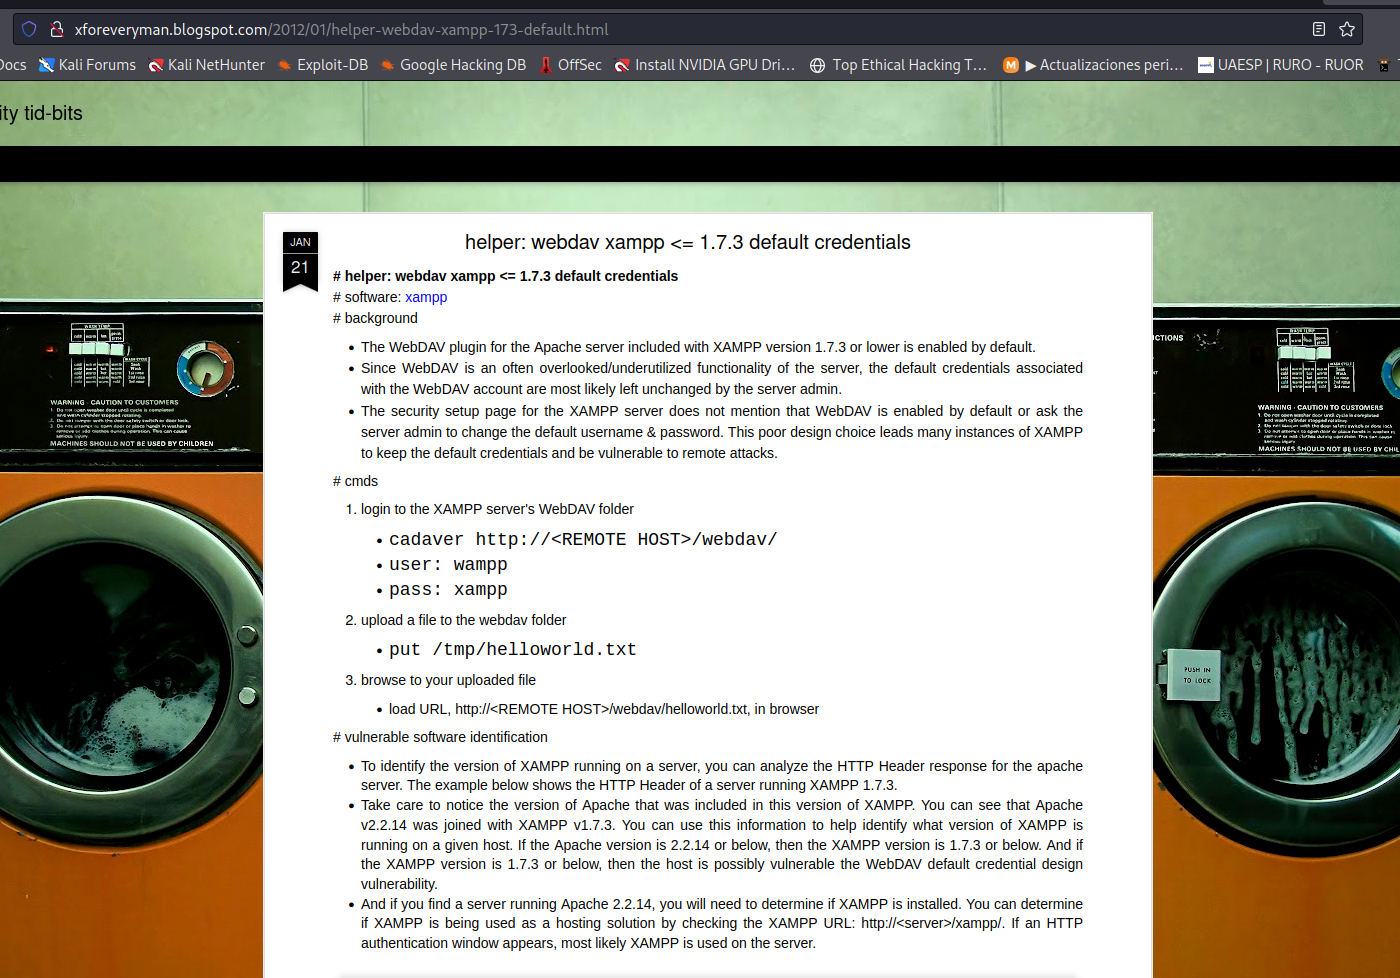 xforeveryman.blogspot.com/2012/01/helper-webdav-xampp-173-default.html
Docs Kali Forums Kali NetHunter Exploit-DB Google Hacking DB OffSec Install NVIDIA GPU Dri… Top Ethical Hacking T… M ▶ Actualizaciones peri… UAESP | RURO - RUOR
ity tid-bits
JAN
21
helper: webdav xampp <= 1.7.3 default credentials
# helper: webdav xampp <= 1.7.3 default credentials
# software: xampp
# background
• The WebDAV plugin for the Apache server included with XAMPP version 1.7.3 or lower is enabled by default.
• Since WebDAV is an often overlooked/underutilized functionality of the server, the default credentials associated
with the WebDAV account are most likely left unchanged by the server admin.
• The security setup page for the XAMPP server does not mention that WebDAV is enabled by default or ask the
server admin to change the default username & password. This poor design choice leads many instances of XAMPP
to keep the default credentials and be vulnerable to remote attacks.
# cmds
1. login to the XAMPP server's WebDAV folder
• cadaver http://<REMOTE HOST>/webdav/
• user: wampp
• pass: xampp
2. upload a file to the webdav folder
• put /tmp/helloworld.txt
3. browse to your uploaded file
• load URL, http://<REMOTE HOST>/webdav/helloworld.txt, in browser
# vulnerable software identification
• To identify the version of XAMPP running on a server, you can analyze the HTTP Header response for the apache
server. The example below shows the HTTP Header of a server running XAMPP 1.7.3.
• Take care to notice the version of Apache that was included in this version of XAMPP. You can see that Apache
v2.2.14 was joined with XAMPP v1.7.3. You can use this information to help identify what version of XAMPP is
running on a given host. If the Apache version is 2.2.14 or below, then the XAMPP version is 1.7.3 or below. And if
the XAMPP version is 1.7.3 or below, then the host is possibly vulnerable the WebDAV default credential design
vulnerability.
• And if you find a server running Apache 2.2.14, you will need to determine if XAMPP is installed. You can determine
if XAMPP is being used as a hosting solution by checking the XAMPP URL: http://<server>/xampp/. If an HTTP
authentication window appears, most likely XAMPP is used on the server.
WASH TEMP
WARNING - CAUTION TO CUSTOMERS
MACHINES SHOULD NOT BE USED BY CHILDREN
UCTIONS
WASH TEMP
WARNING - CAUTION TO CUSTOMERS
MACHINES SHOULD NOT BE USED BY CHIL
PUSH IN
TO LOCK